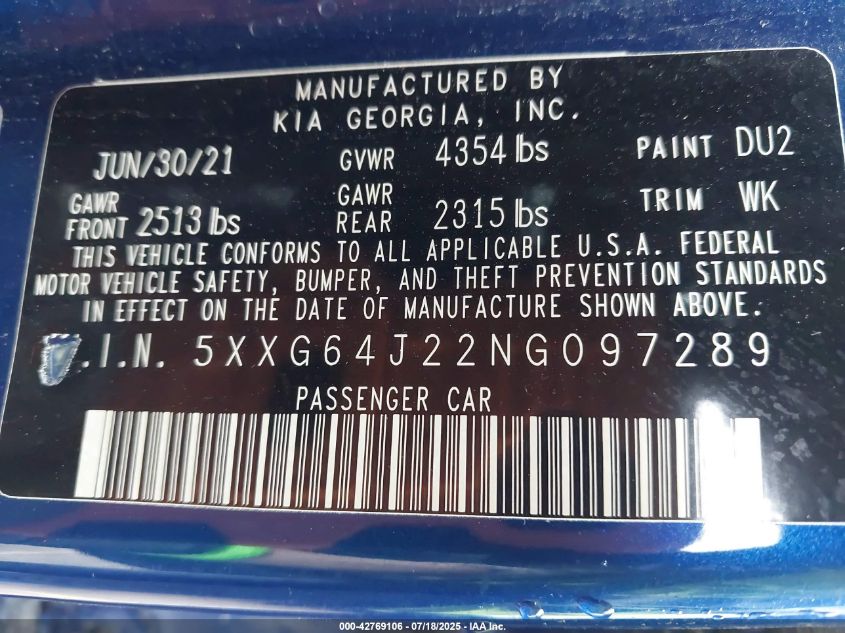 MANUFACTURED BY
KIA GEORGIA, INC.
JUN/30/21 GVWR 4354 lbs PAINT DU2
GAWR FRONT 2513 lbs GAWR REAR 2315 lbs TRIM WK
THIS VEHICLE CONFORMS TO ALL APPLICABLE U.S.A. FEDERAL
MOTOR VEHICLE SAFETY, BUMPER, AND THEFT PREVENTION STANDARDS
IN EFFECT ON THE DATE OF MANUFACTURE SHOWN ABOVE.
.I.N. 5XXG64J22NG097289
PASSENGER CAR
000-42769106 - 07/18/2025 - IAA Inc.